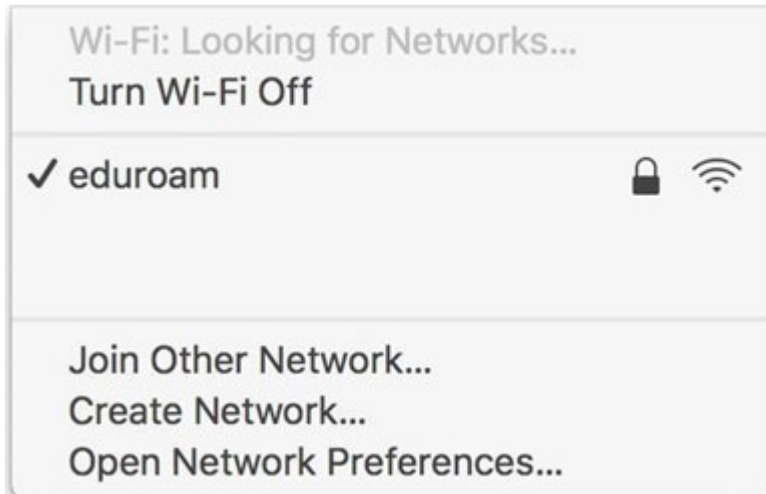 Wi-Fi: Looking for Networks...
Turn Wi-Fi Off
eduroam
Join Other Network...
Create Network...
Open Network Preferences...